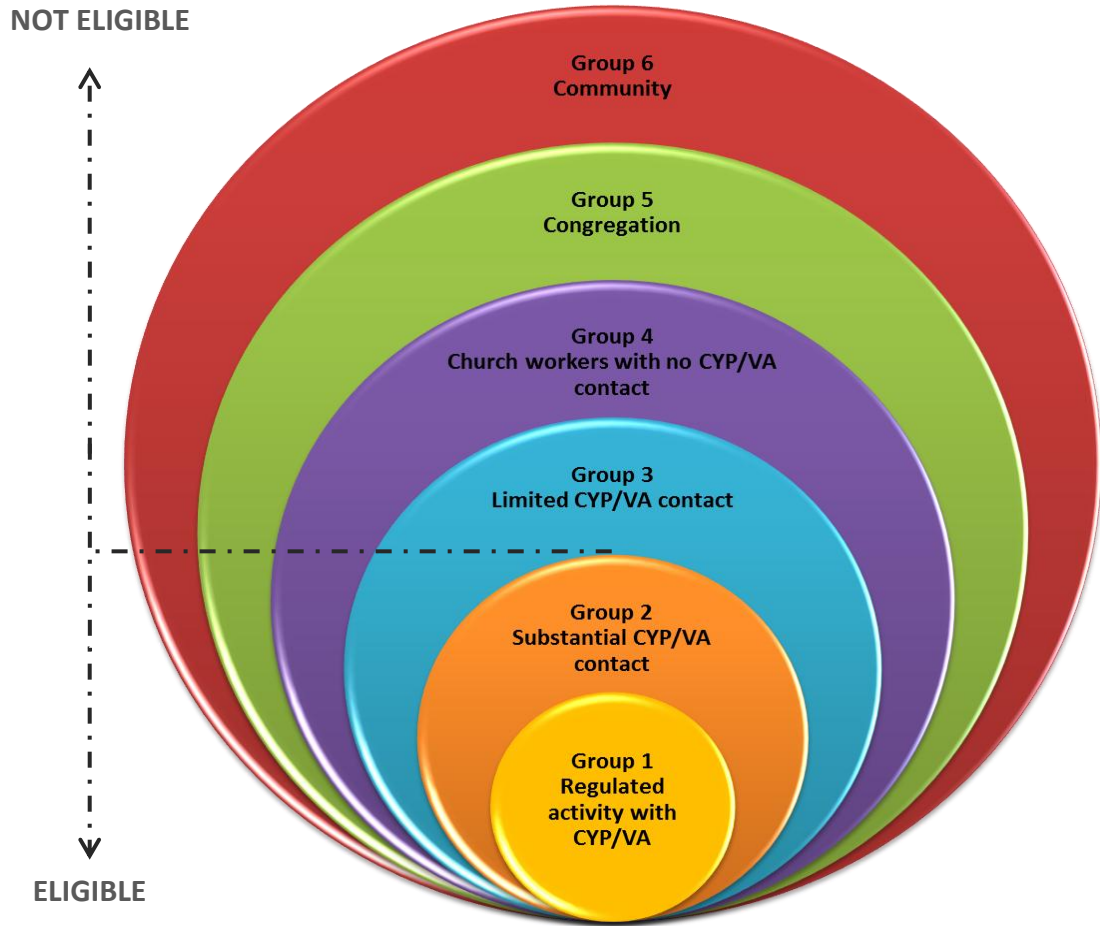 NOT ELIGIBLE
Group 6
Community
Group 5
Congregation
Group 4
Church workers with no CYP/VA
contact
Group 3
Limited CYP/VA contact
Group 2
Substantial CYP/VA
contact
Group 1
Regulated
activity with
CYP/VA
ELIGIBLE